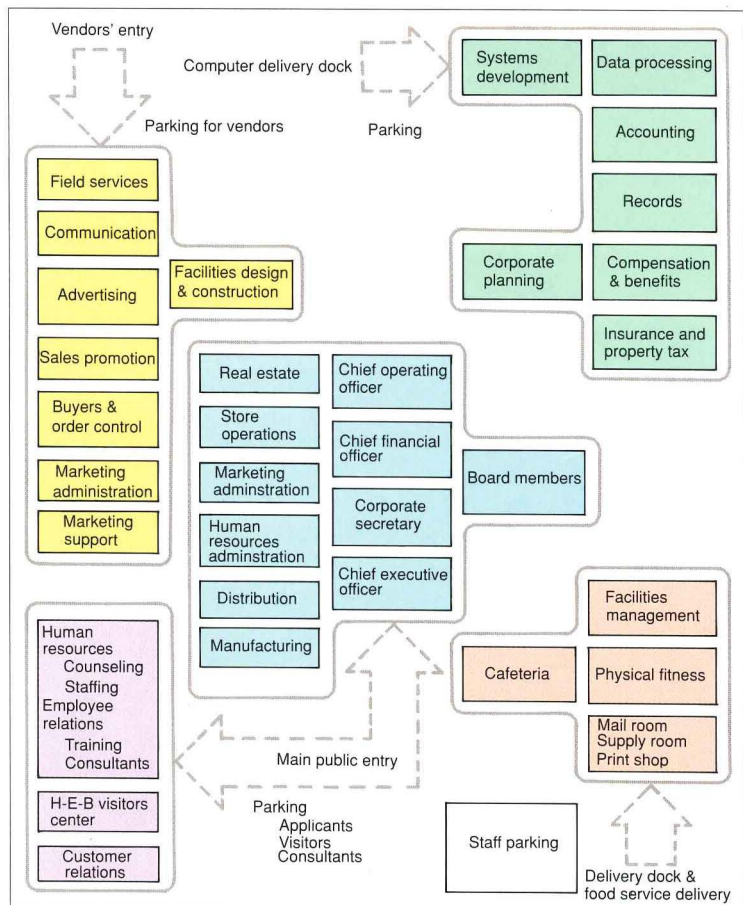 Vendors' entry
Parking for vendors
Computer delivery dock
Parking
Systems
development
Data processing
Accounting
Records
Corporate
planning
Compensation
& benefits
Insurance and
property tax
Field services
Communication
Advertising
Facilities design
& construction
Sales promotion
Buyers &
order control
Marketing
administration
Marketing
support
Real estate
Store
operations
Marketing
adminstration
Human
resources
adminstration
Distribution
Manufacturing
Chief operating
officer
Chief financial
officer
Corporate
secretary
Chief executive
officer
Board members
Human
resources
Counseling
Staffing
Employee
relations
Training
Consultants
H-E-B visitors
center
Customer
relations
Main public entry
Parking
Applicants
Visitors
Consultants
Cafeteria
Facilities
management
Physical fitness
Mail room
Supply room
Print shop
Staff parking
Delivery dock &
food service delivery